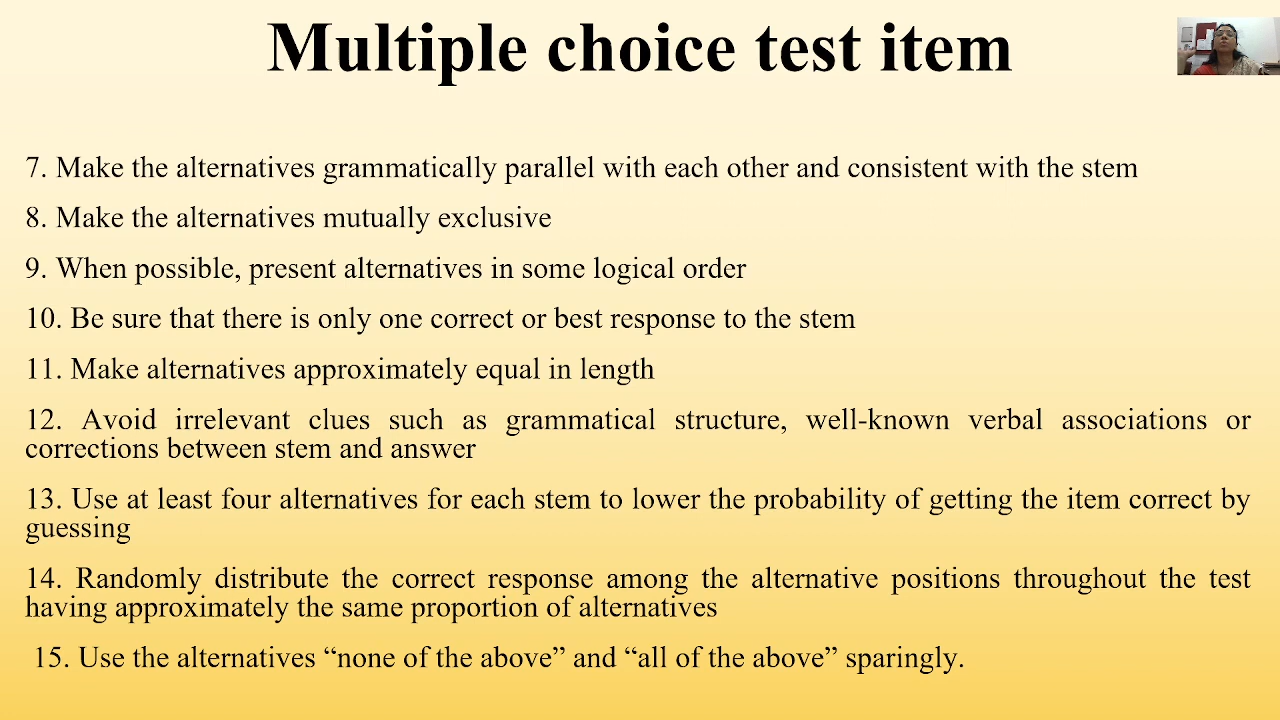 Multiple choice test item
7. Make the alternatives grammatically parallel with each other and consistent with the stem
8. Make the alternatives mutually exclusive
9. When possible, present alternatives in some logical order
10. Be sure that there is only one correct or best response to the stem
11. Make alternatives approximately equal in length
12. Avoid irrelevant clues such as grammatical structure, well-known verbal associations or
corrections between stem and answer
13. Use at least four alternatives for each stem to lower the probability of getting the item correct by
guessing
14. Randomly distribute the correct response among the alternative positions throughout the test
having approximately the same proportion of alternatives
15. Use the alternatives “none of the above” and “all of the above” sparingly.